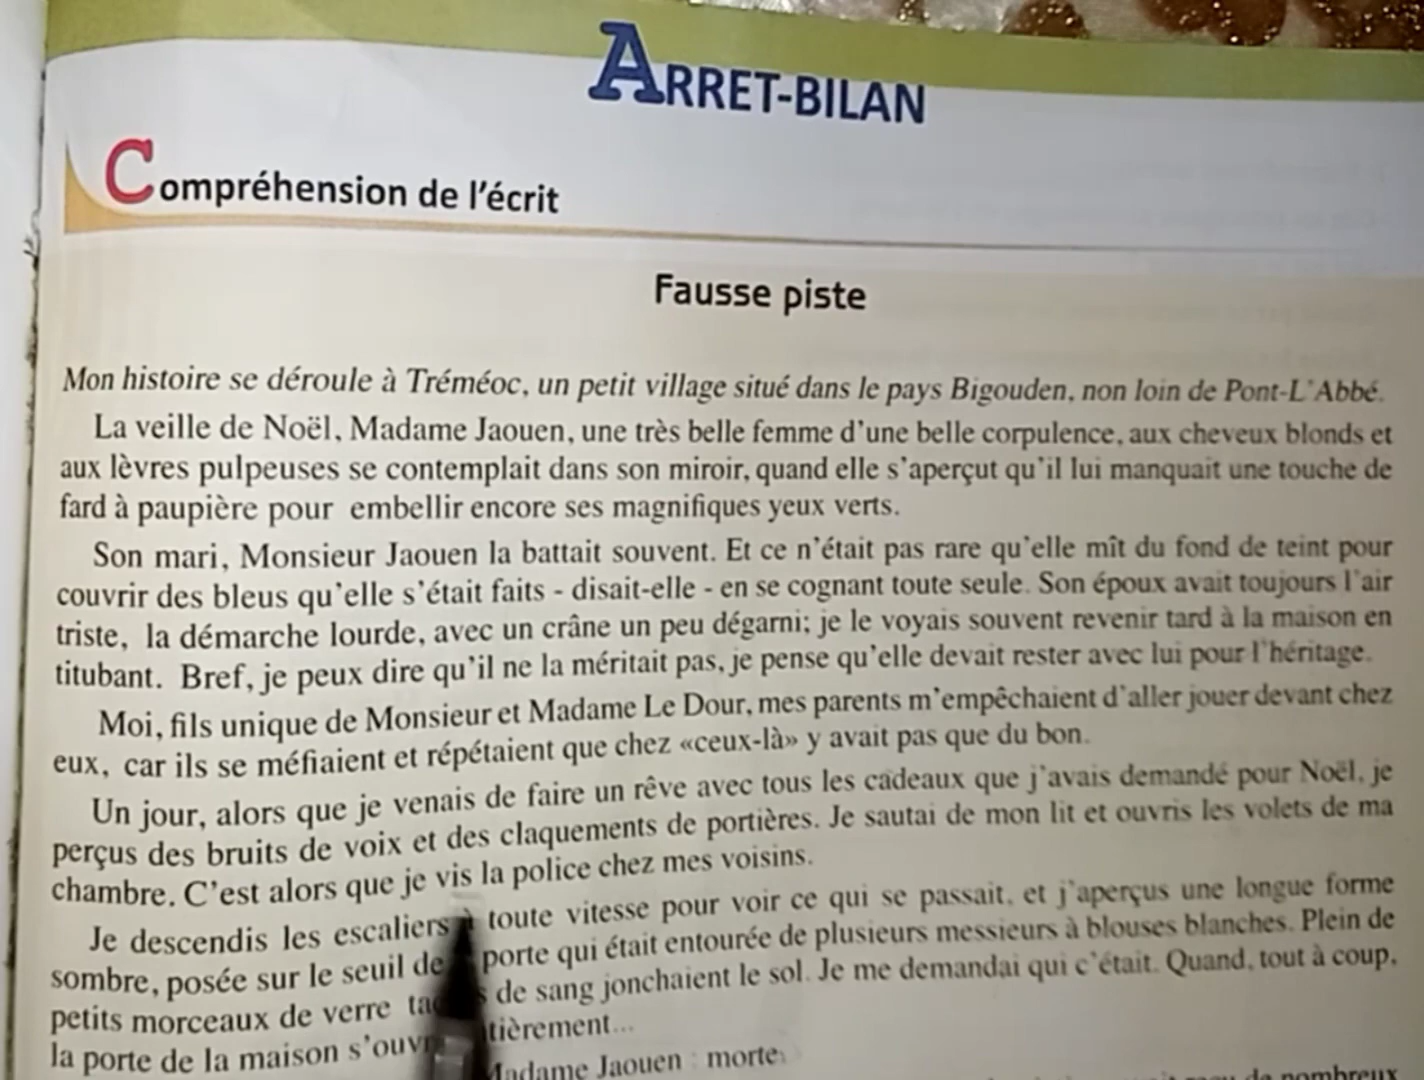 ARRET-BILAN
Compréhension de l'écrit
Fausse piste
Mon histoire se déroule à Tréméoc, un petit village situé dans le pays Bigouden, non loin de Pont-L'Abbé.
La veille de Noël, Madame Jaouen, une très belle femme d'une belle corpulence, aux cheveux blonds et
aux lèvres pulpeuses se contemplait dans son miroir, quand elle s'aperçut qu'il lui manquait une touche de
fard à paupière pour embellir encore ses magnifiques yeux verts.
Son mari, Monsieur Jaouen la battait souvent. Et ce n'était pas rare qu'elle mît du fond de teint pour
couvrir des bleus qu'elle s'était faits - disait-elle - en se cognant toute seule. Son époux avait toujours l'air
triste, la démarche lourde, avec un crâne un peu dégarni; je le voyais souvent revenir tard à la maison en
titubant. Bref, je peux dire qu'il ne la méritait pas, je pense qu'elle devait rester avec lui pour l'héritage.
Moi, fils unique de Monsieur et Madame Le Dour, mes parents m'empêchaient d'aller jouer devant chez
eux, car ils se méfiaient et répétaient que chez «ceux-là» y avait pas que du bon.
Un jour, alors que je venais de faire un rêve avec tous les cadeaux que j'avais demandé pour Noël, je
perçus des bruits de voix et des claquements de portières. Je sautai de mon lit et ouvris les volets de ma
chambre. C'est alors que je vis la police chez mes voisins.
Je descendis les escaliers à toute vitesse pour voir ce qui se passait, et j'aperçus une longue forme
sombre, posée sur le seuil de porte qui était entourée de plusieurs messieurs à blouses blanches. Plein de
petits morceaux de verre de sang jonchaient le sol. Je me demandai qui c'était. Quand, tout à coup,
la porte de la maison
Madame Jaouen : morte
de nombreux